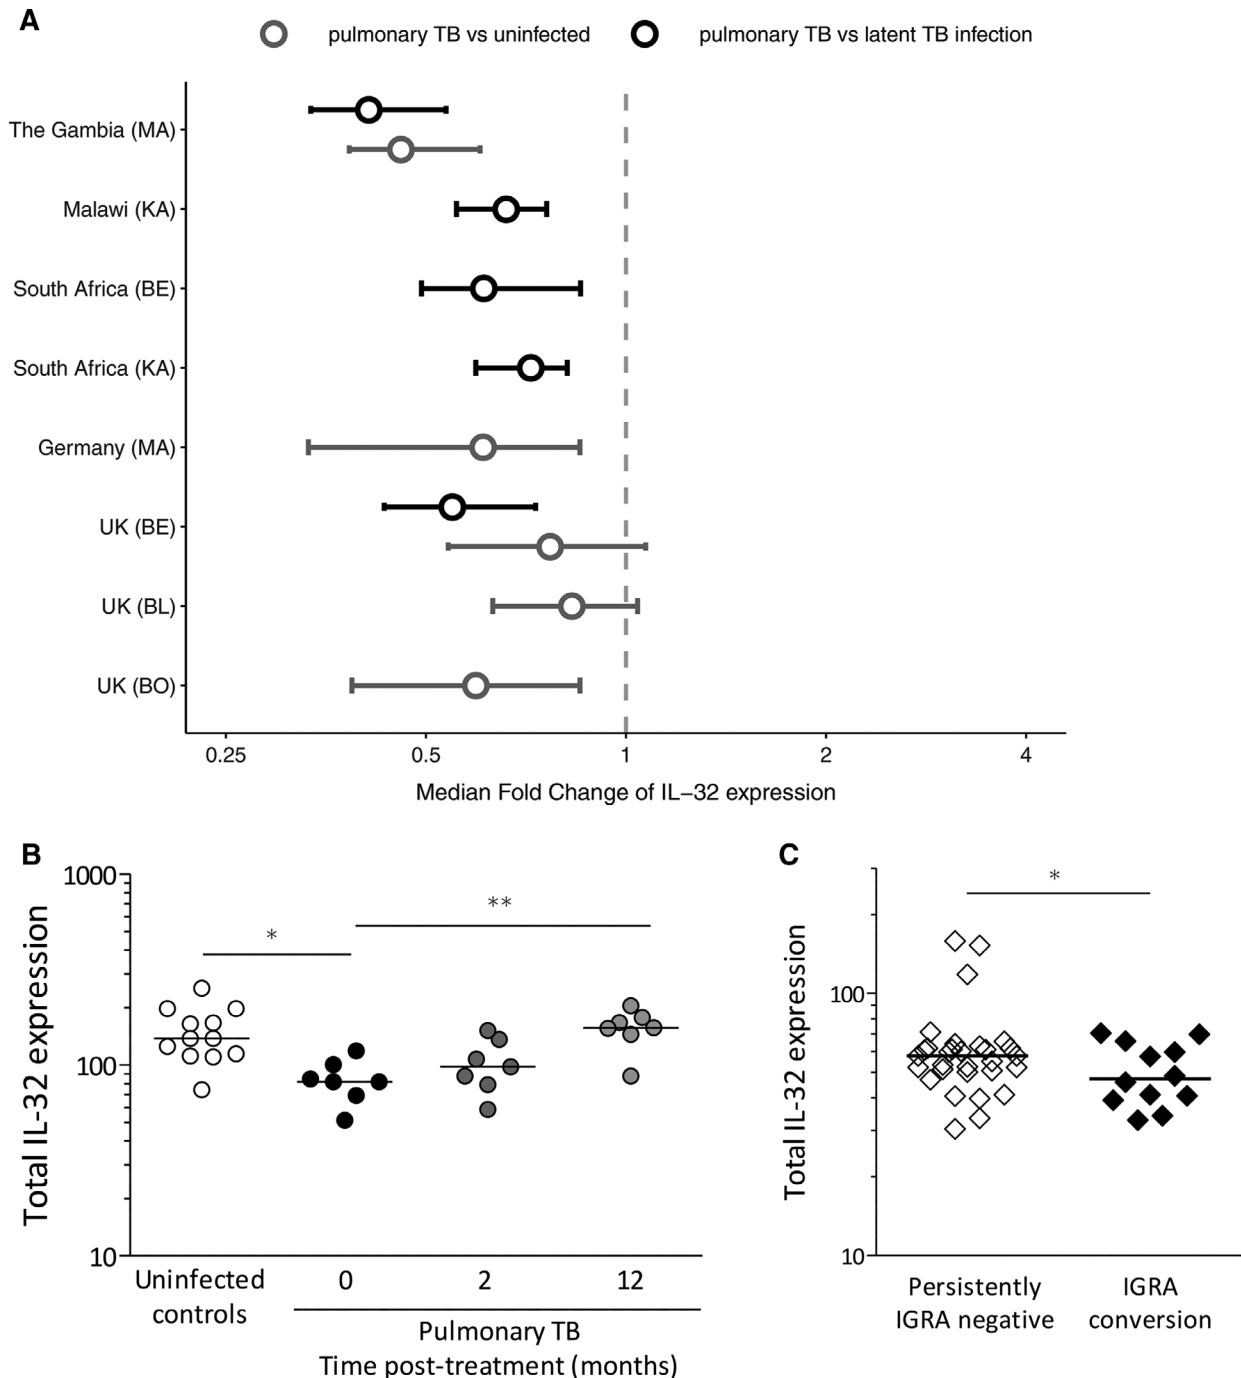 A
pulmonary TB vs uninfected
pulmonary TB vs latent TB infection
The Gambia (MA)
Malawi (KA)
South Africa (BE)
South Africa (KA)
Germany (MA)
UK (BE)
UK (BL)
UK (BO)
0.25
0.5
1
2
4
Median Fold Change of IL−32 expression
B
Total IL-32 expression
1000
100
10
*
**
Uninfected
controls
0
2
12
Pulmonary TB
Time post-treatment (months)
C
Total IL-32 expression
100
10
*
Persistently
IGRA negative
IGRA
conversion